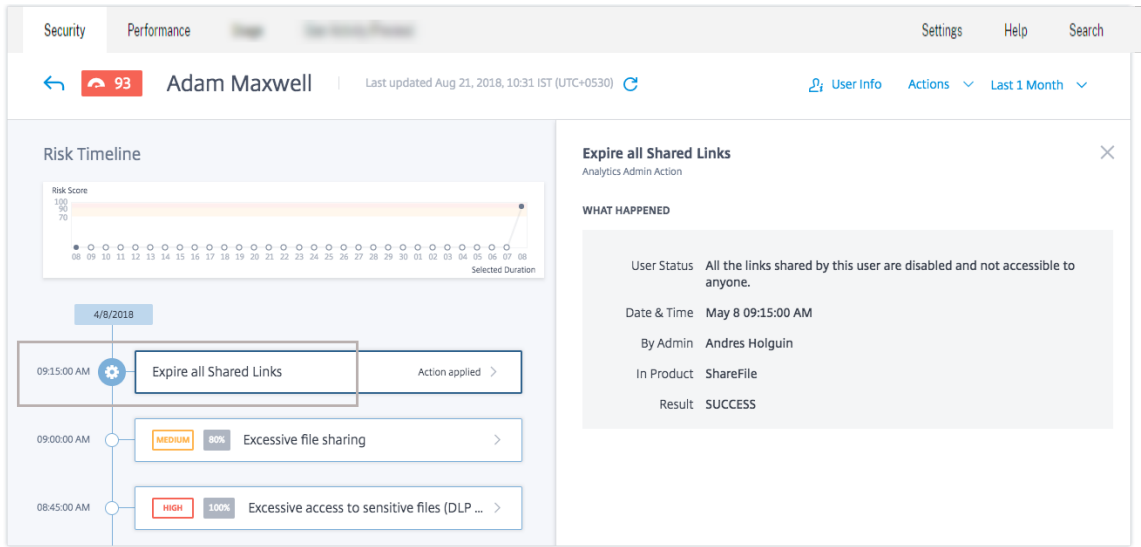 Security Performance Settings Help Search
93 Adam Maxwell Last updated Aug 21, 2018, 10:31 IST (UTC+0530) User Info Actions Last 1 Month
Risk Timeline
Risk Score
100
90
70
08 09 10 11 12 13 14 15 16 17 18 19 20 21 22 23 24 25 26 27 28 29 30 01 02 03 04 05 06 07 08
Selected Duration
4/8/2018
09:15:00 AM Expire all Shared Links Action applied
09:00:00 AM MEDIUM 80% Excessive file sharing
08:45:00 AM HIGH 100% Excessive access to sensitive files (DLP ...
Expire all Shared Links
Analytics Admin Action
WHAT HAPPENED
User Status All the links shared by this user are disabled and not accessible to
anyone.
Date & Time May 8 09:15:00 AM
By Admin Andres Holguin
In Product ShareFile
Result SUCCESS